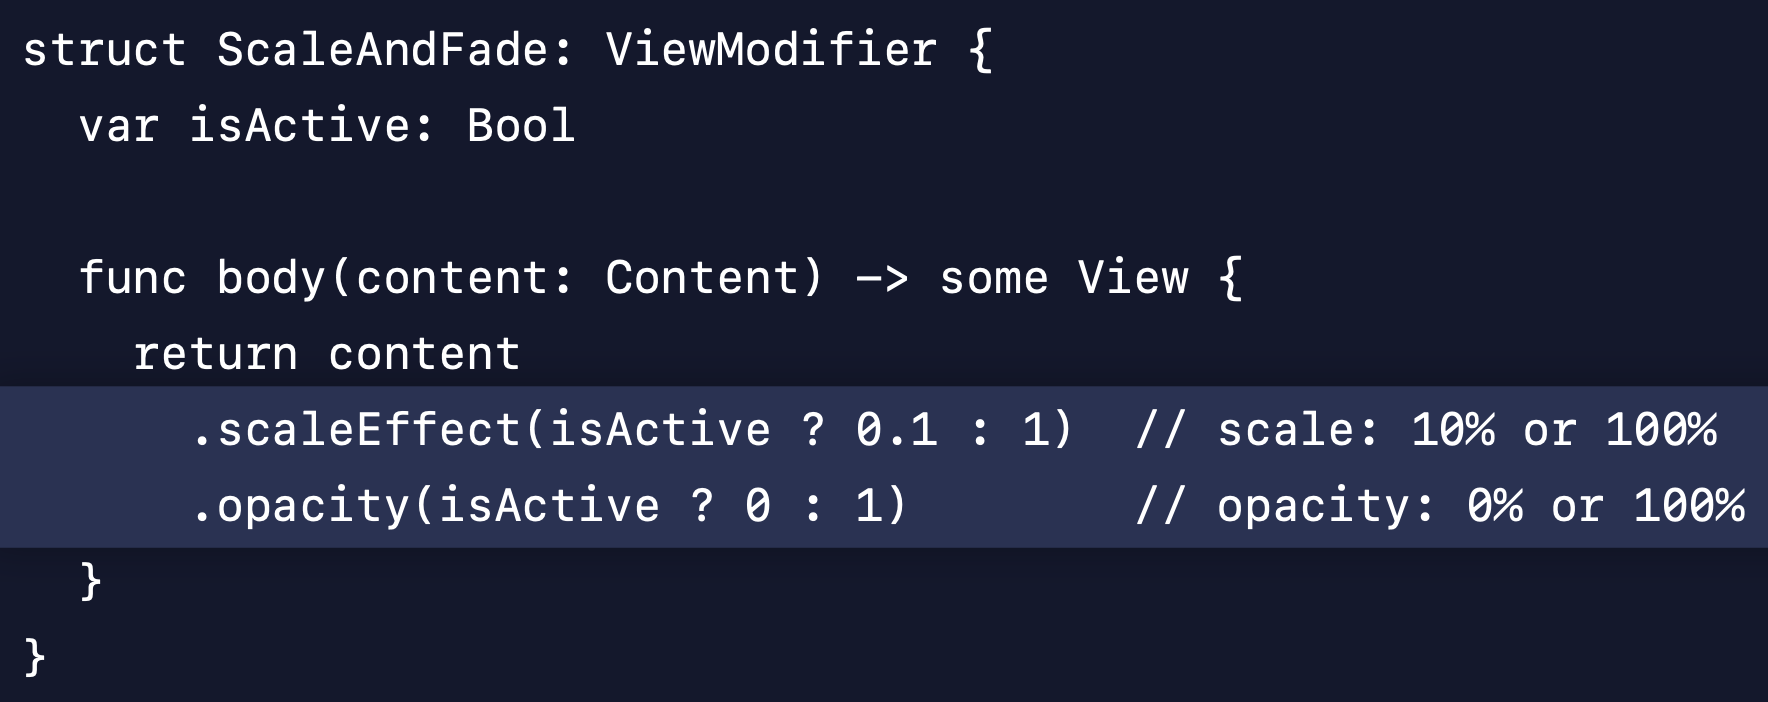 struct ScaleAndFade: ViewModifier {
  var isActive: Bool

  func body(content: Content) -> some View {
    return content
      .scaleEffect(isActive ? 0.1 : 1)  // scale: 10% or 100%
      .opacity(isActive ? 0 : 1)        // opacity: 0% or 100%
  }
}